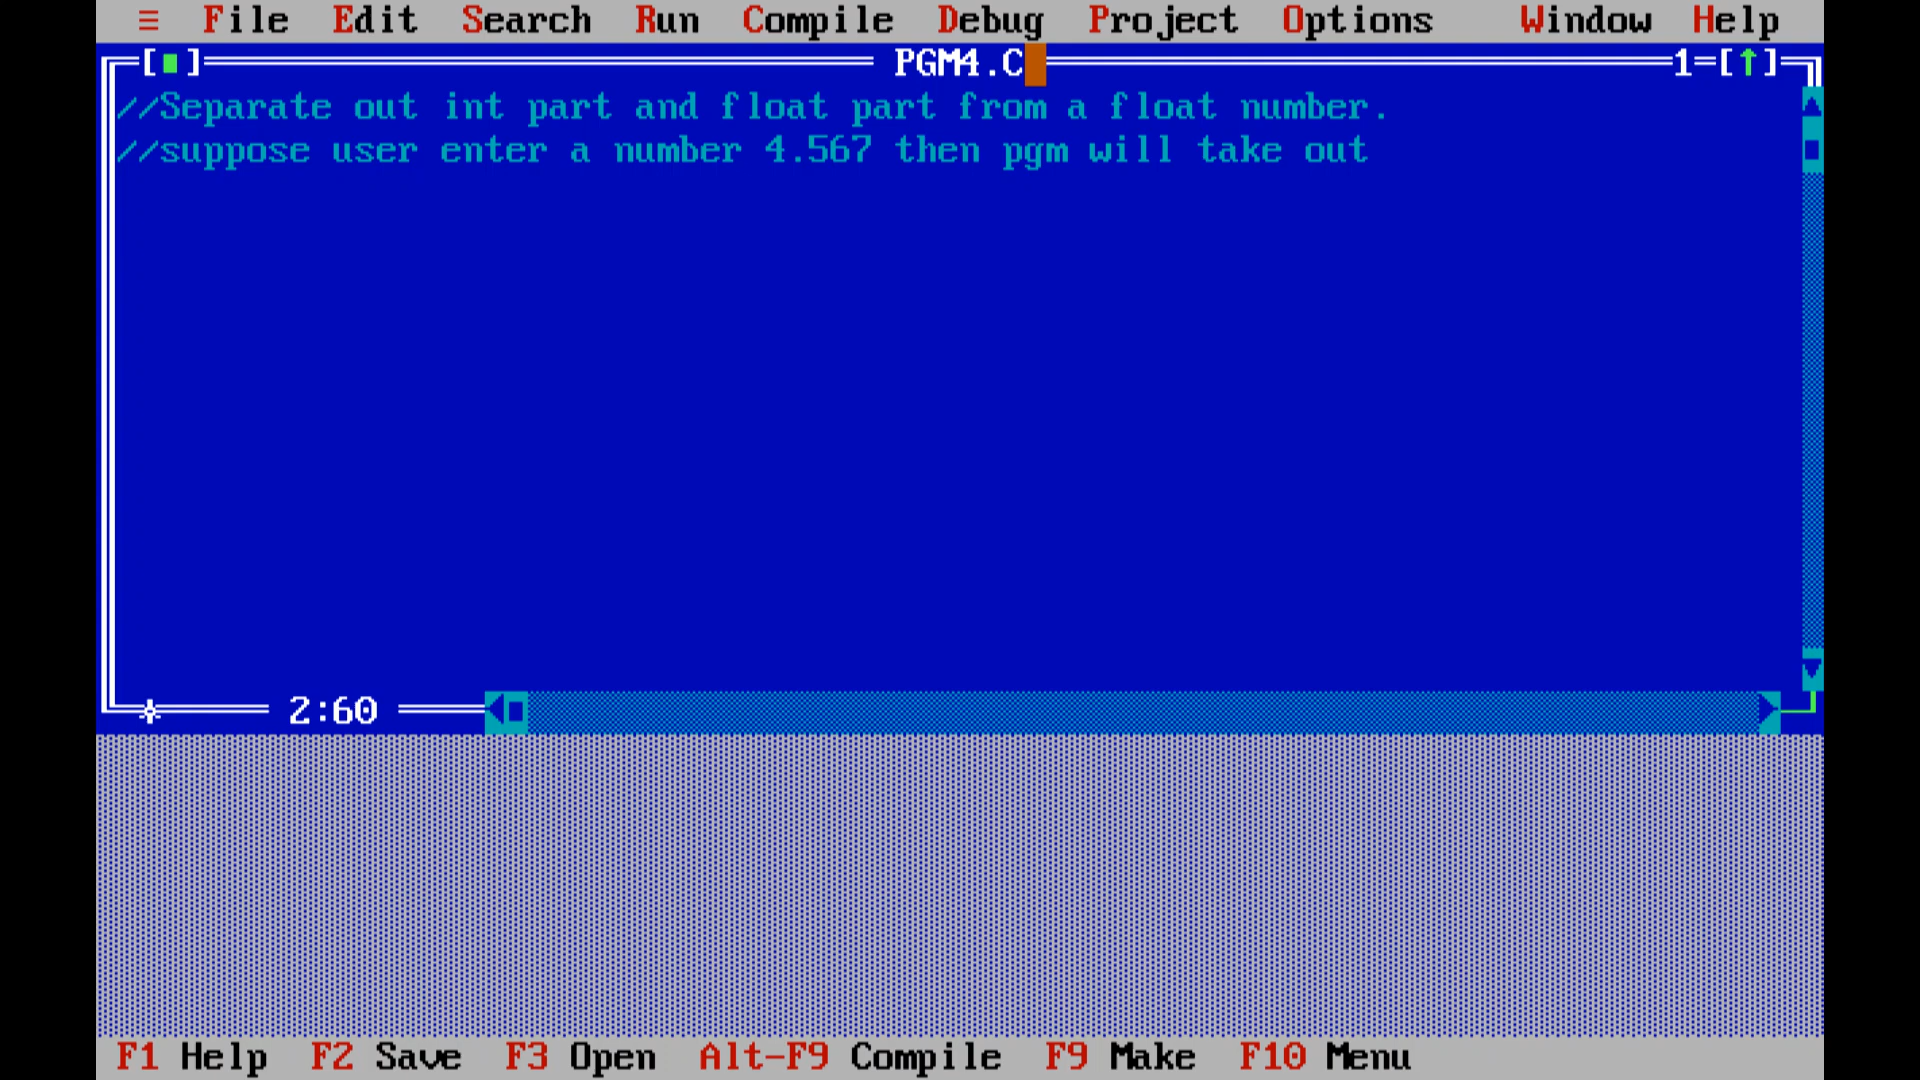 ≡ File Edit Search Run Compile Debug Project Options Window Help
[■] PGM4.C 1=[↑]
//Separate out int part and float part from a float number.
//suppose user enter a number 4.567 then pgm will take out
2:60
F1 Help F2 Save F3 Open Alt-F9 Compile F9 Make F10 Menu